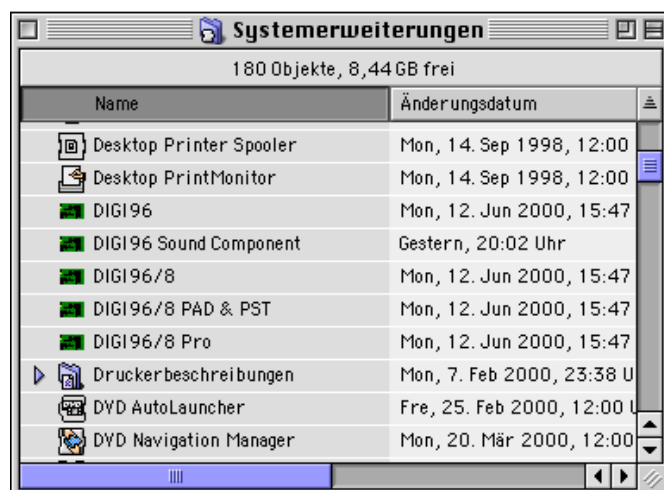 Systemerweiterungen
180 Objekte, 8,44 GB frei
Name Änderungsdatum
Desktop Printer Spooler Mon, 14. Sep 1998, 12:00
Desktop PrintMonitor Mon, 14. Sep 1998, 12:00
DIGI96 Mon, 12. Jun 2000, 15:47
DIGI96 Sound Component Gestern, 20:02 Uhr
DIGI96/8 Mon, 12. Jun 2000, 15:47
DIGI96/8 PAD & PST Mon, 12. Jun 2000, 15:47
DIGI96/8 Pro Mon, 12. Jun 2000, 15:47
Druckerbeschreibungen Mon, 7. Feb 2000, 23:38 U
DVD AutoLauncher Fre, 25. Feb 2000, 12:00 U
DVD Navigation Manager Mon, 20. Mär 2000, 12:00